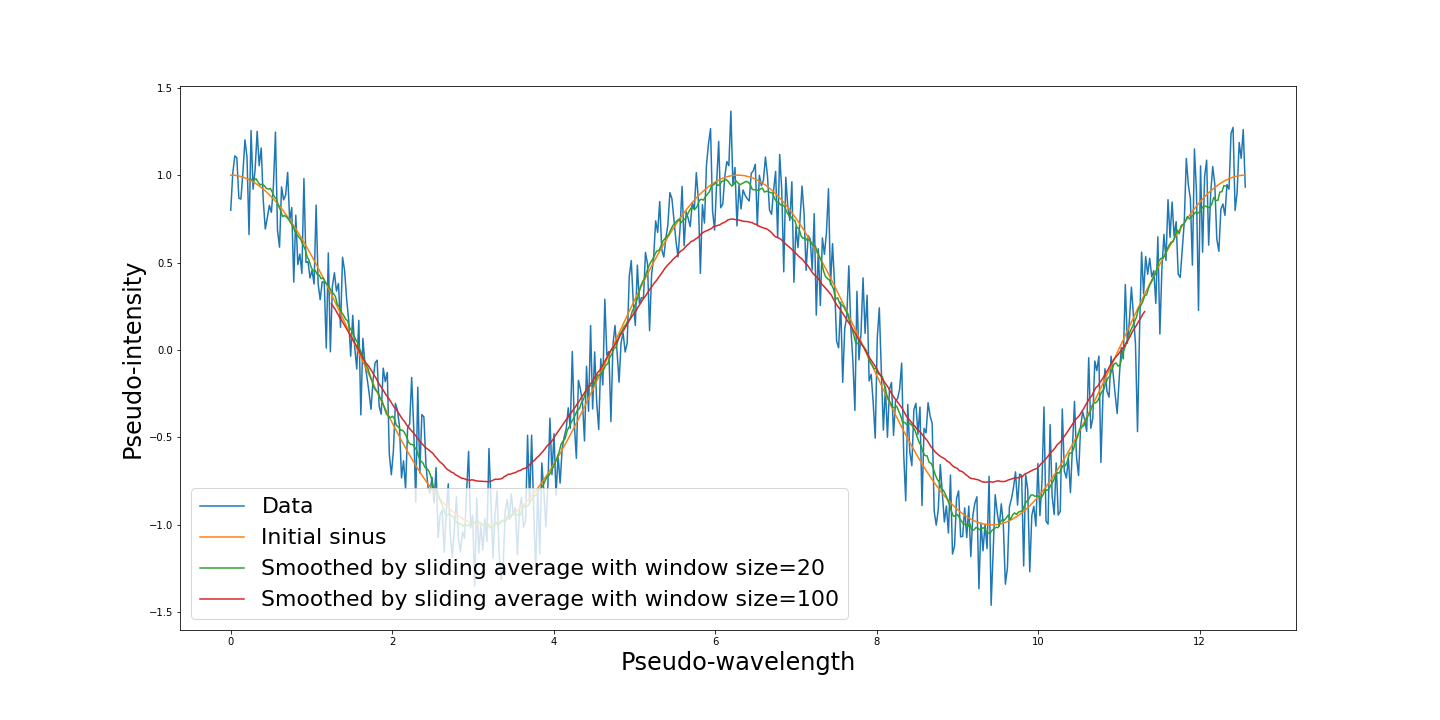 1.5
1.0
0.5
0.0
−0.5
−1.0
−1.5
Pseudo-intensity
Data
Initial sinus
Smoothed by sliding average with window size=20
Smoothed by sliding average with window size=100
0 2 4 6 8 10 12
Pseudo-wavelength